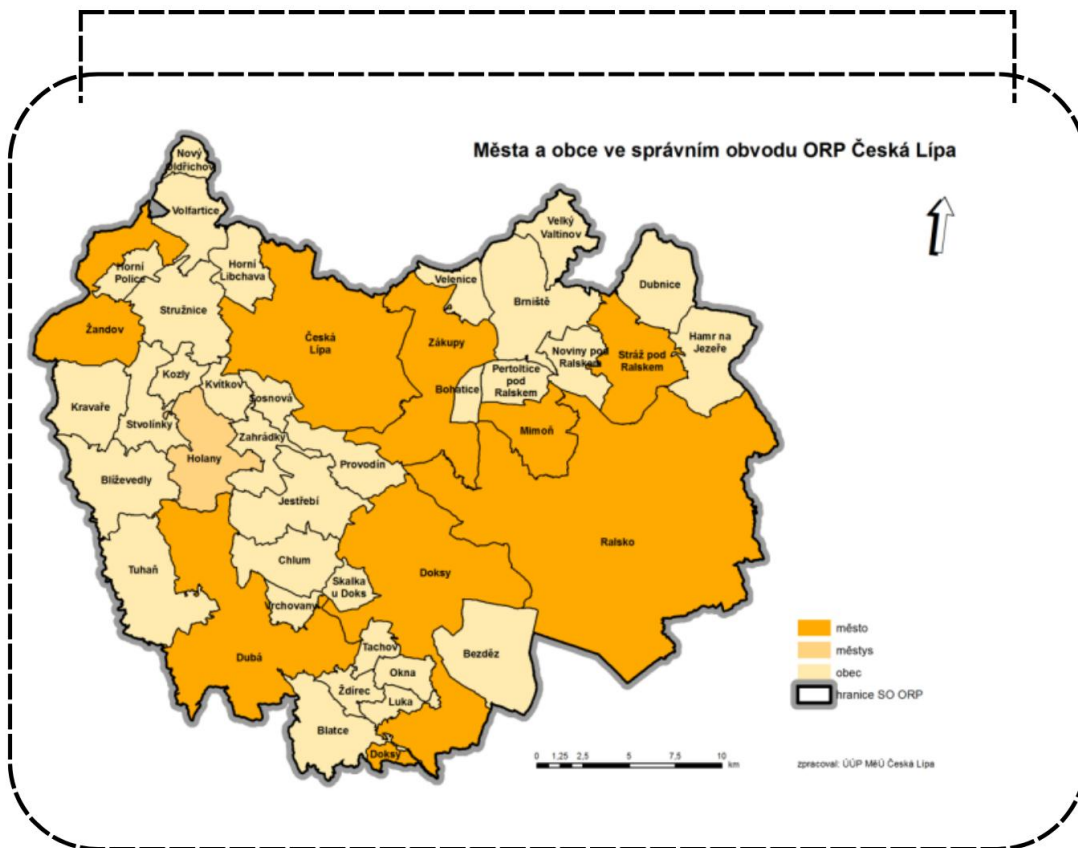 Města a obce ve správním obvodu ORP Česká Lípa
Nový
Oldřichov
Volfartice
Velký
Valtinov
Horní
Police
Horní
Libchava
Velenice
Dubnice
Stružnice
Brniště
Žandov
Česká
Lípa
Zákupy
Noviny pod
Ralskem
Stráž pod
Ralskem
Hamr na
Jezeře
Kozly
Kvítkov
Sosnová
Bohatice
Pertoltice
pod
Ralskem
Kravaře
Stvolínky
Zahrádky
Mimoň
Holany
Provodín
Blíževedly
Jestřebí
Ralsko
Chlum
Tuhaň
Skalka
u Doks
Doksy
Vrchovany
Tachov
Bezděz
Dubá
Okna
Ždírec
Luka
Blatce
Doksy
město
městys
obec
hranice SO ORP
0 1,25 2,5 5 7,5 10
km
zpracoval: ÚÚP MěÚ Česká Lípa